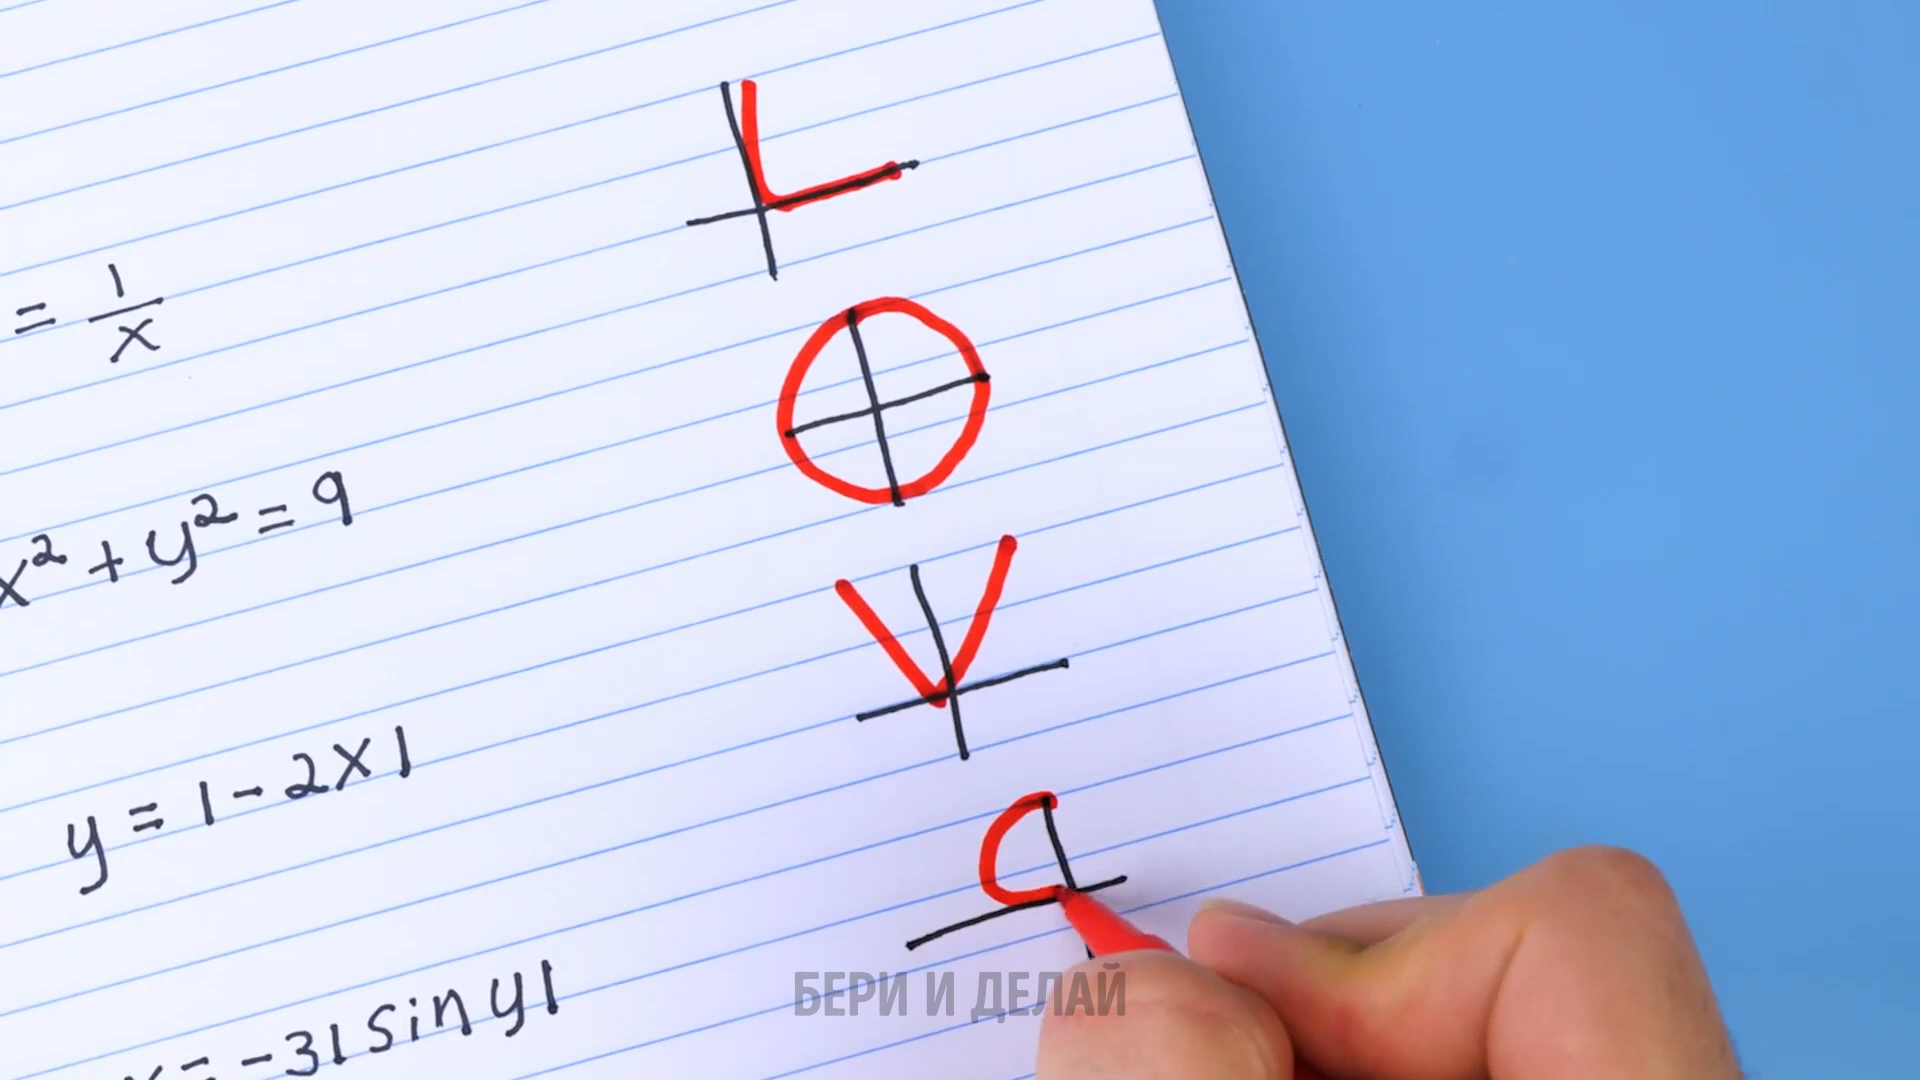 = 1/x
x² + y² = 9
y = 1 - 2x1
x = -31sin y1
БЕРИ И ДЕЛАЙ